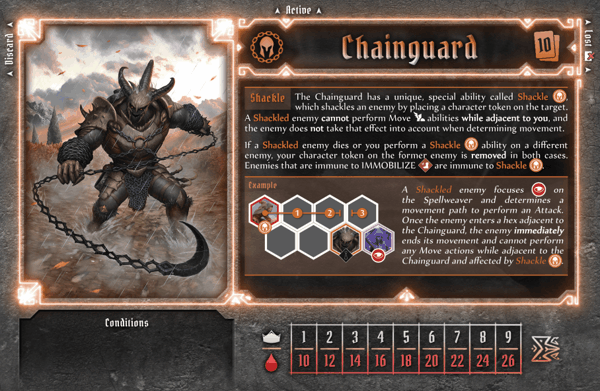 Active
Discard
Lost
Chainguard
10
Shackle The Chainguard has a unique, special ability called Shackle,
which shackles an enemy by placing a character token on the target.
A Shackled enemy cannot perform Move abilities while adjacent to you, and
the enemy does not take that effect into account when determining movement.
If a Shackled enemy dies or you perform a Shackle ability on a different
enemy, your character token on the former enemy is removed in both cases.
Enemies that are immune to IMMOBILIZE are immune to Shackle.
Example
1 2 3
A Shackled enemy focuses on
the Spellweaver and determines a
movement path to perform an Attack.
Once the enemy enters a hex adjacent to
the Chainguard, the enemy immediately
ends its movement and cannot perform
any Move actions while adjacent to the
Chainguard and affected by Shackle.
Conditions
1 2 3 4 5 6 7 8 9
10 12 14 16 18 20 22 24 26